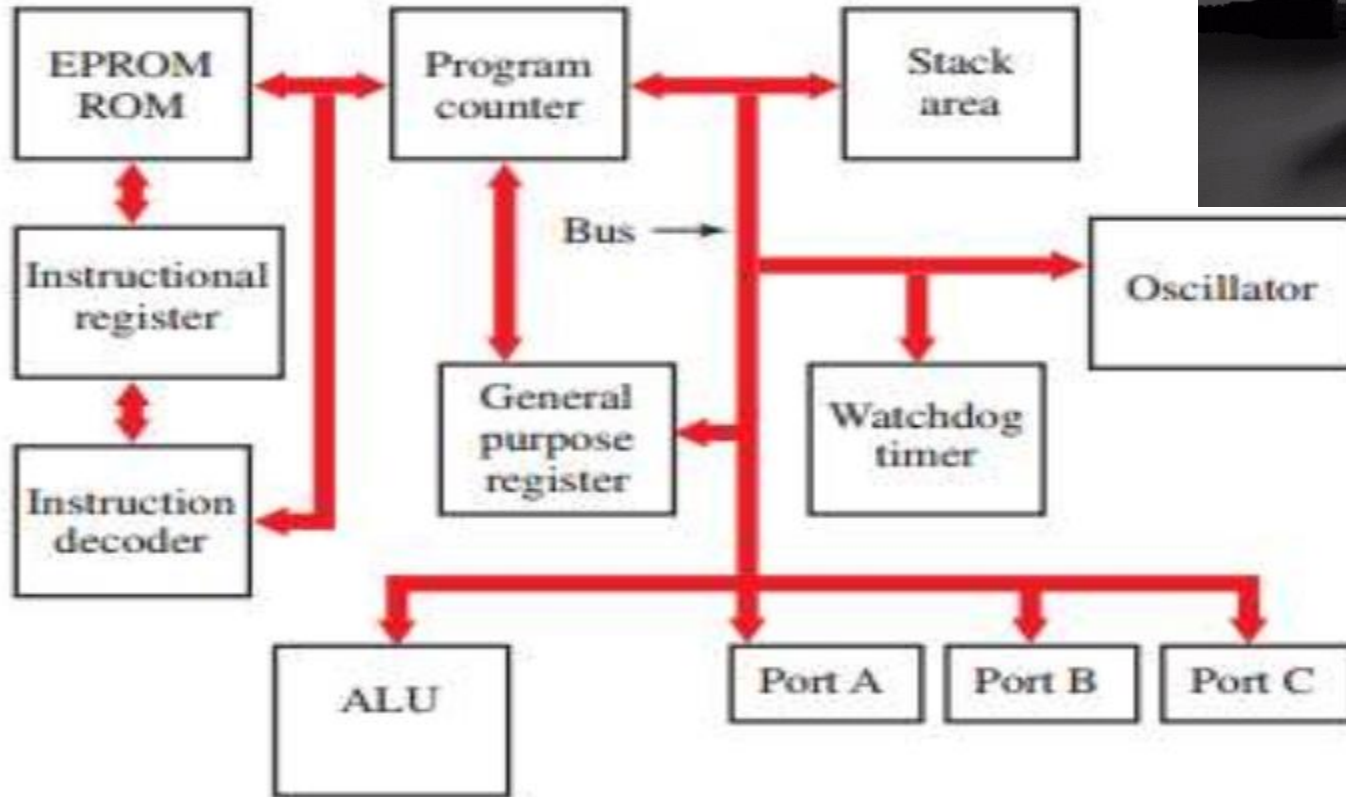 EPROM
ROM
Program
counter
Stack
area
Bus
Instructional
register
Oscillator
General
purpose
register
Watchdog
timer
Instruction
decoder
ALU
Port A
Port B
Port C